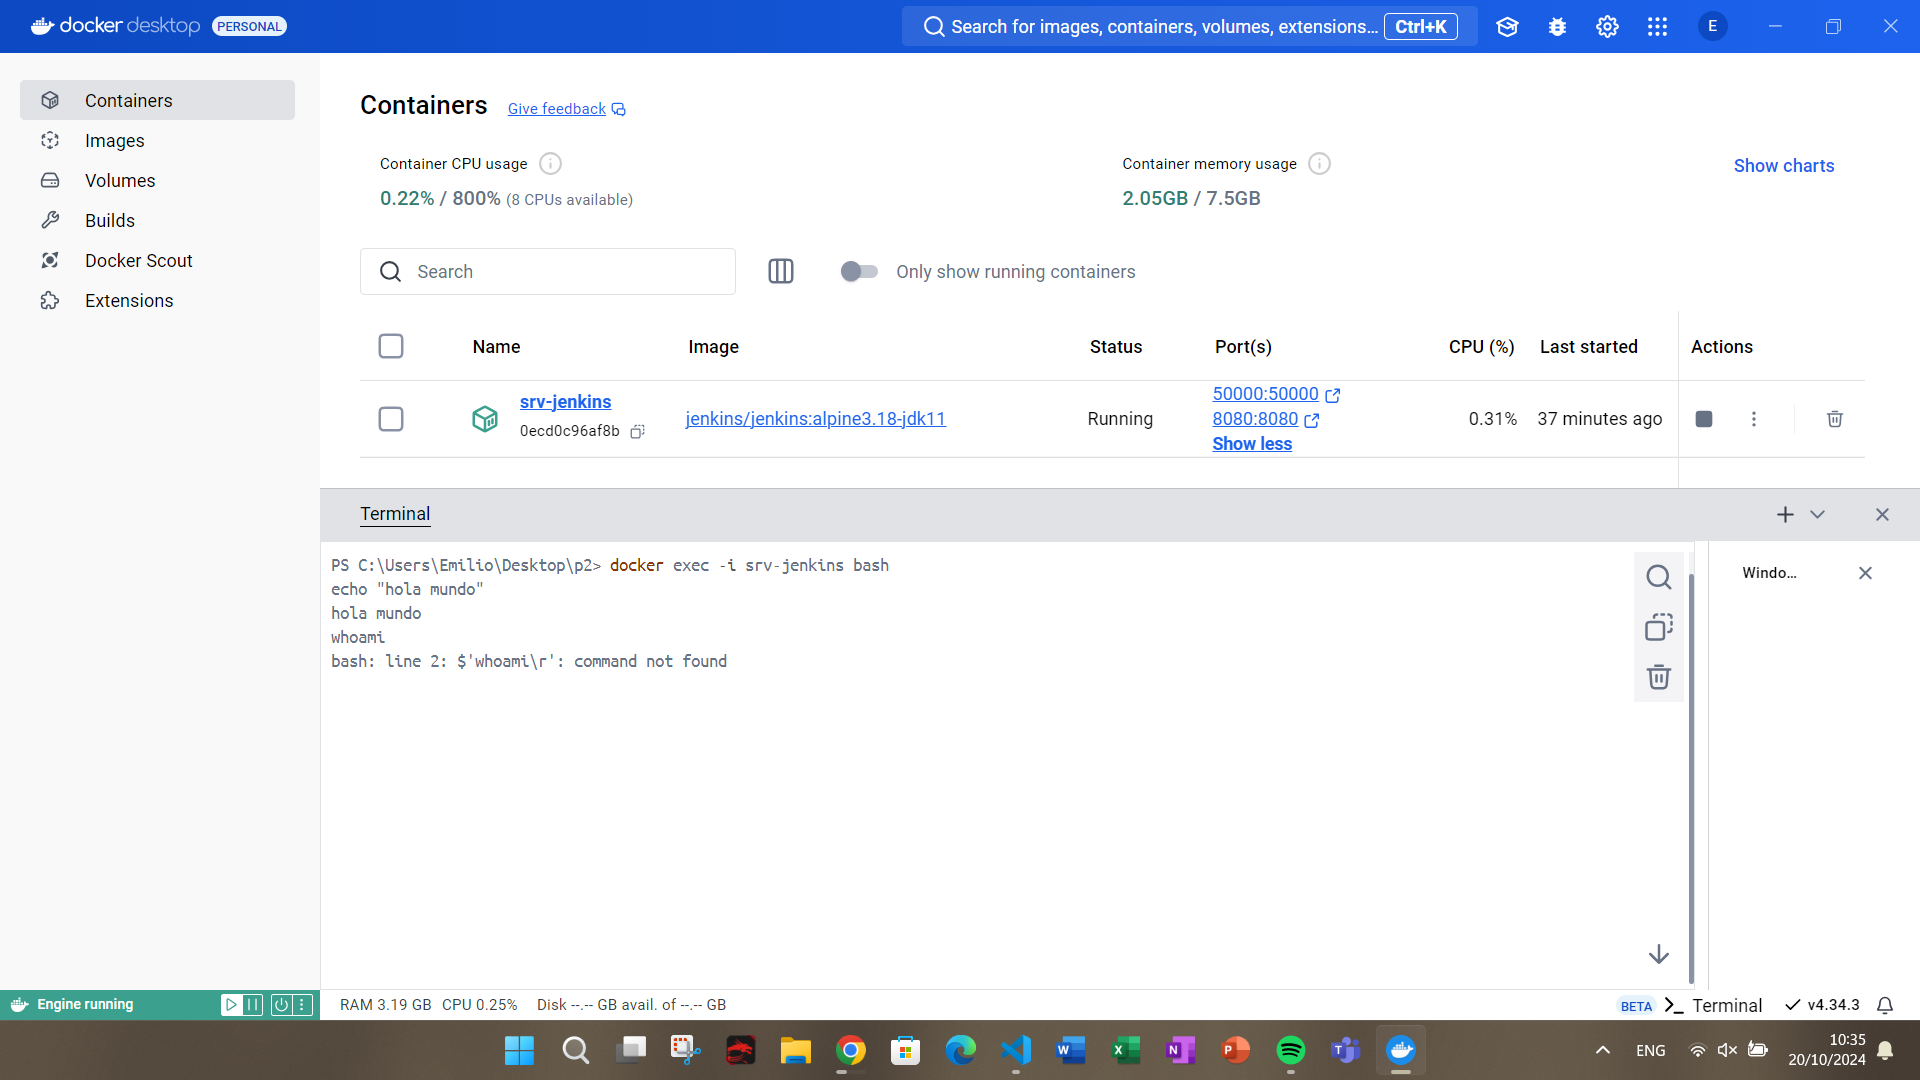 docker desktop PERSONAL
Search for images, containers, volumes, extensions... Ctrl+K
E
Containers
Images
Volumes
Builds
Docker Scout
Extensions
Containers Give feedback
Container CPU usage
0.22% / 800% (8 CPUs available)
Container memory usage
2.05GB / 7.5GB
Show charts
Search
Only show running containers
Name Image Status Port(s) CPU (%) Last started Actions
srv-jenkins
0ecd0c96af8b
jenkins/jenkins:alpine3.18-jdk11
Running
50000:50000
8080:8080
Show less
0.31%
37 minutes ago
Terminal
PS C:\Users\Emilio\Desktop\p2> docker exec -i srv-jenkins bash
echo "hola mundo"
hola mundo
whoami
bash: line 2: $'whoami\r': command not found
Windo...
Engine running
RAM 3.19 GB CPU 0.25% Disk --.-- GB avail. of --.-- GB
BETA Terminal v4.34.3
ENG
10:35
20/10/2024